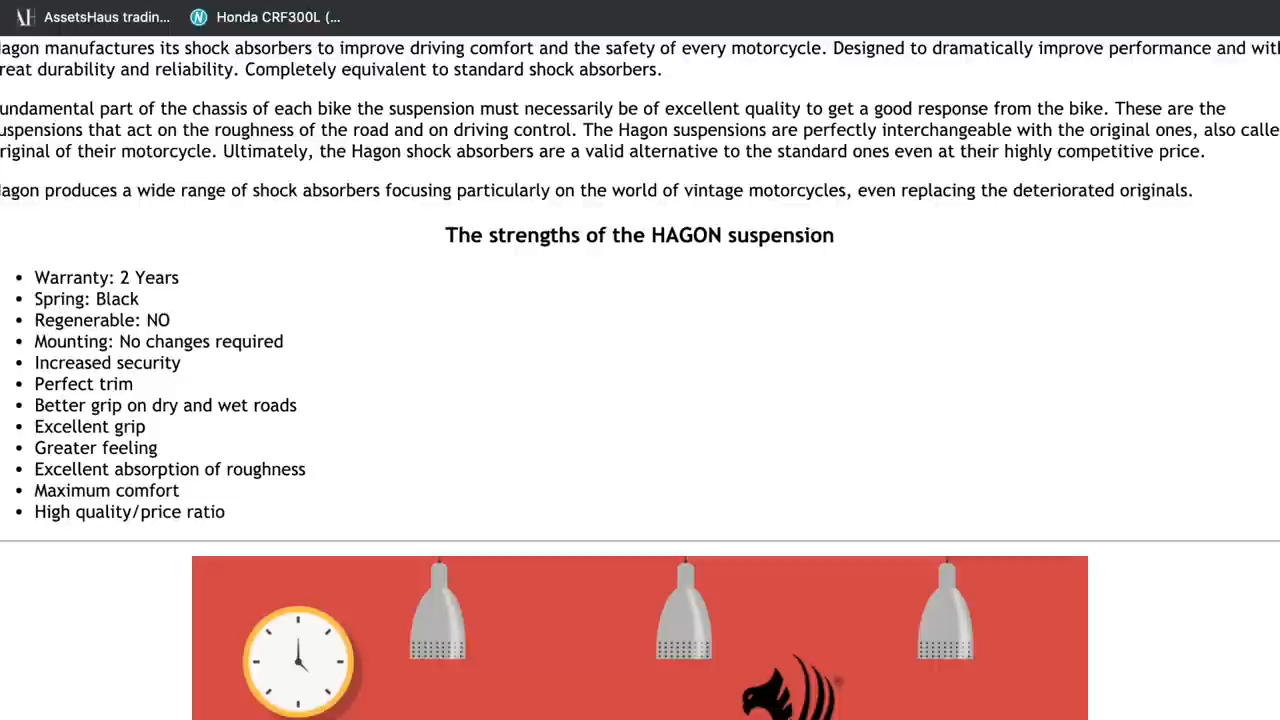 AssetsHaus tradin... Honda CRF300L (...
agon manufactures its shock absorbers to improve driving comfort and the safety of every motorcycle. Designed to dramatically improve performance and wit
reat durability and reliability. Completely equivalent to standard shock absorbers.
undamental part of the chassis of each bike the suspension must necessarily be of excellent quality to get a good response from the bike. These are the
uspensions that act on the roughness of the road and on driving control. The Hagon suspensions are perfectly interchangeable with the original ones, also calle
riginal of their motorcycle. Ultimately, the Hagon shock absorbers are a valid alternative to the standard ones even at their highly competitive price.
agon produces a wide range of shock absorbers focusing particularly on the world of vintage motorcycles, even replacing the deteriorated originals.
The strengths of the HAGON suspension
• Warranty: 2 Years
• Spring: Black
• Regenerable: NO
• Mounting: No changes required
• Increased security
• Perfect trim
• Better grip on dry and wet roads
• Excellent grip
• Greater feeling
• Excellent absorption of roughness
• Maximum comfort
• High quality/price ratio